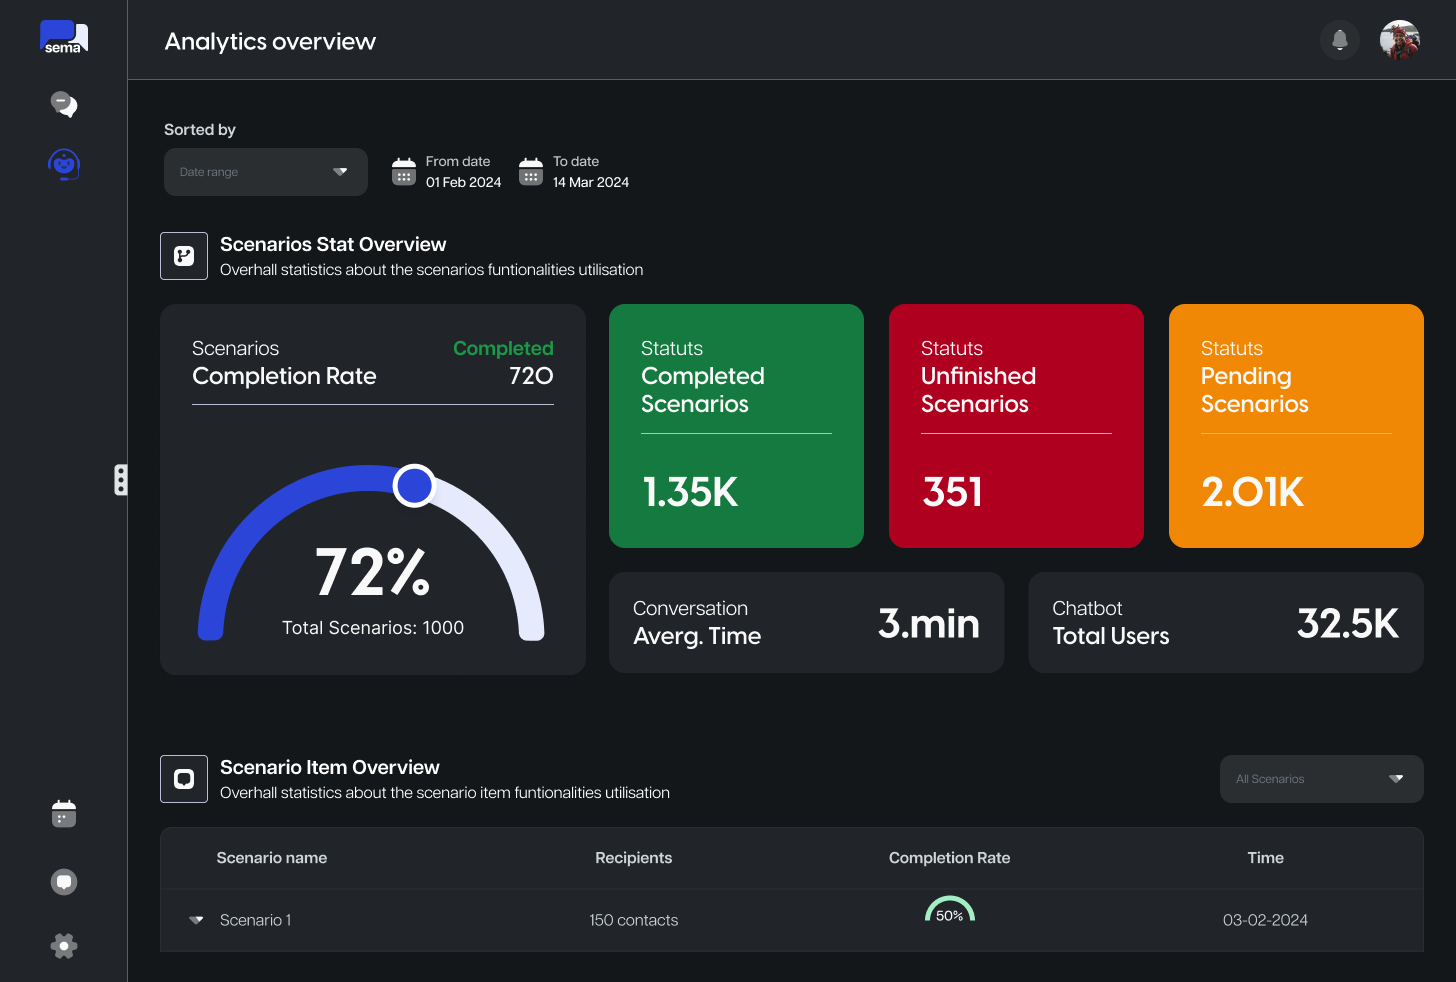 sema
Analytics overview
Sorted by
Date range
From date
01 Feb 2024
To date
14 Mar 2024
Scenarios Stat Overview
Overhall statistics about the scenarios funtionalities utilisation
Scenarios
Completion Rate
Completed
720
72%
Total Scenarios: 1000
Statuts
Completed
Scenarios
1.35K
Statuts
Unfinished
Scenarios
351
Statuts
Pending
Scenarios
2.01K
Conversation
Averg. Time
3.min
Chatbot
Total Users
32.5K
Scenario Item Overview
Overhall statistics about the scenario item funtionalities utilisation
All Scenarios
Scenario name Recipients Completion Rate Time
Scenario 1 150 contacts 50% 03-02-2024